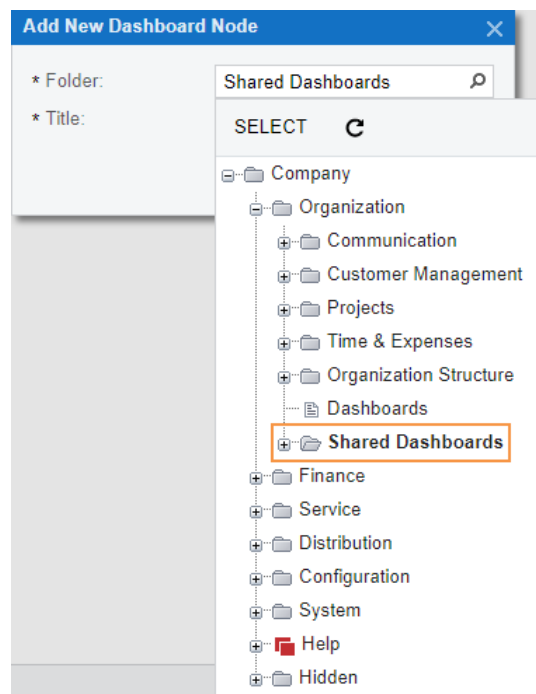 Add New Dashboard Node
* Folder: Shared Dashboards
* Title:
SELECT
Company
Organization
Communication
Customer Management
Projects
Time & Expenses
Organization Structure
Dashboards
Shared Dashboards
Finance
Service
Distribution
Configuration
System
Help
Hidden